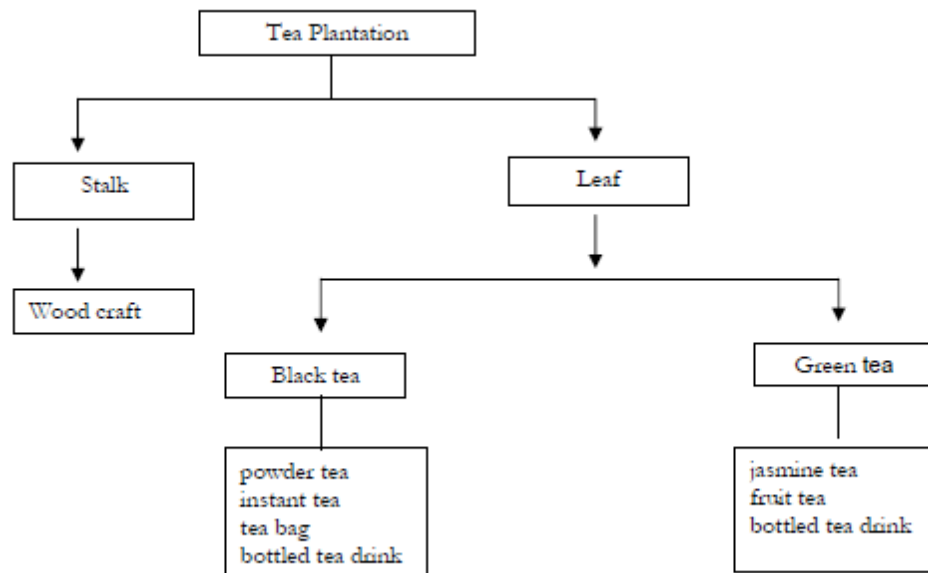 Tea Plantation
Stalk
Leaf
Wood craft
Black tea
Green tea
powder tea
instant tea
tea bag
bottled tea drink
jasmine tea
fruit tea
bottled tea drink